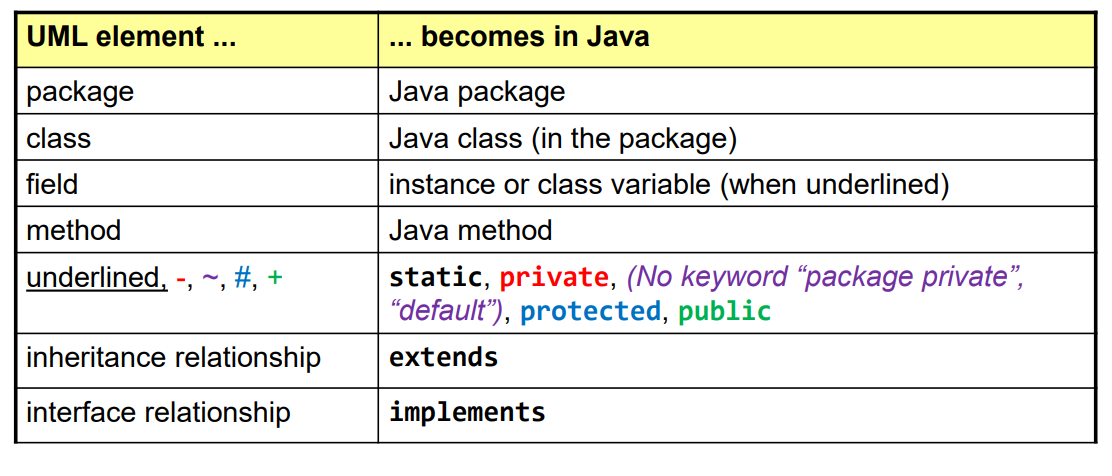 UML element ... ... becomes in Java
package Java package
class Java class (in the package)
field instance or class variable (when underlined)
method Java method
underlined, -, ~, #, + static, private, (No keyword “package private”,
“default”), protected, public
inheritance relationship extends
interface relationship implements